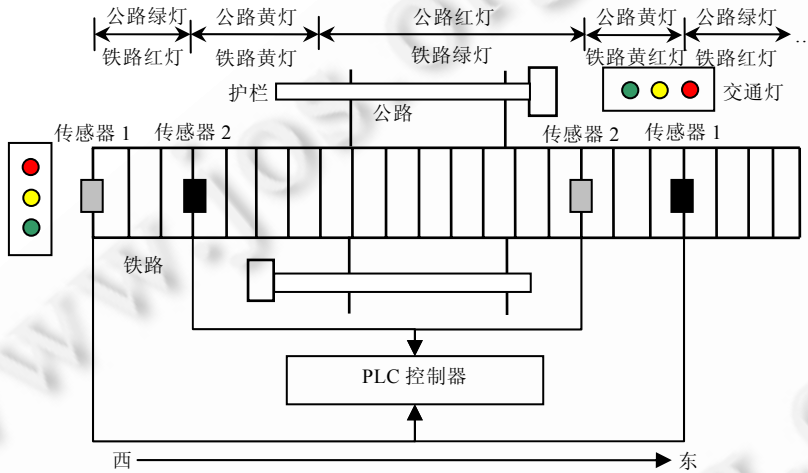 公路绿灯 公路黄灯 公路红灯 公路黄灯 公路绿灯
铁路红灯 铁路黄灯 铁路绿灯 铁路黄红灯 铁路红灯 …
护栏 公路 交通灯
传感器 1 传感器 2 传感器 2 传感器 1
铁路
PLC 控制器
西 东
www.jos.o